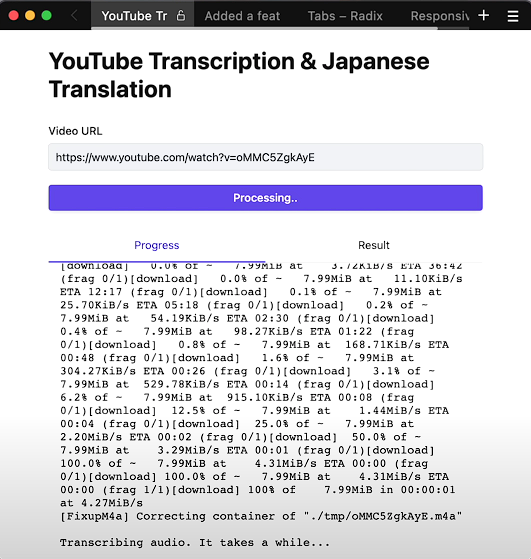 YouTube Tr
Added a feat
Tabs – Radix
Responsiv
YouTube Transcription & Japanese
Translation
Video URL
https://www.youtube.com/watch?v=oMMC5ZgkAyE
Processing..
Progress
Result
[download]   0.0% of ~   7.99MiB at    3.72KiB/s ETA 36:42
(frag 0/1)[download]   0.0% of ~   7.99MiB at   11.10KiB/s
ETA 12:17 (frag 0/1)[download]   0.1% of ~   7.99MiB at
25.70KiB/s ETA 05:18 (frag 0/1)[download]   0.2% of ~
7.99MiB at   54.19KiB/s ETA 02:30 (frag 0/1)[download]
0.4% of ~   7.99MiB at   98.27KiB/s ETA 01:22 (frag
0/1)[download]   0.8% of ~   7.99MiB at  168.71KiB/s ETA
00:48 (frag 0/1)[download]   1.6% of ~   7.99MiB at
304.27KiB/s ETA 00:26 (frag 0/1)[download]   3.1% of ~
7.99MiB at  529.78KiB/s ETA 00:14 (frag 0/1)[download]
6.2% of ~   7.99MiB at  915.10KiB/s ETA 00:08 (frag
0/1)[download]  12.5% of ~   7.99MiB at    1.44MiB/s ETA
00:04 (frag 0/1)[download]  25.0% of ~   7.99MiB at
2.20MiB/s ETA 00:02 (frag 0/1)[download]  50.0% of ~
7.99MiB at    3.29MiB/s ETA 00:01 (frag 0/1)[download]
100.0% of ~   7.99MiB at    4.31MiB/s ETA 00:00 (frag
0/1)[download] 100.0% of ~   7.99MiB at    4.31MiB/s ETA
00:00 (frag 1/1)[download] 100% of    7.99MiB in 00:00:01
at 4.27MiB/s
[FixupM4a] Correcting container of "./tmp/oMMC5ZgkAyE.m4a"
Transcribing audio. It takes a while...